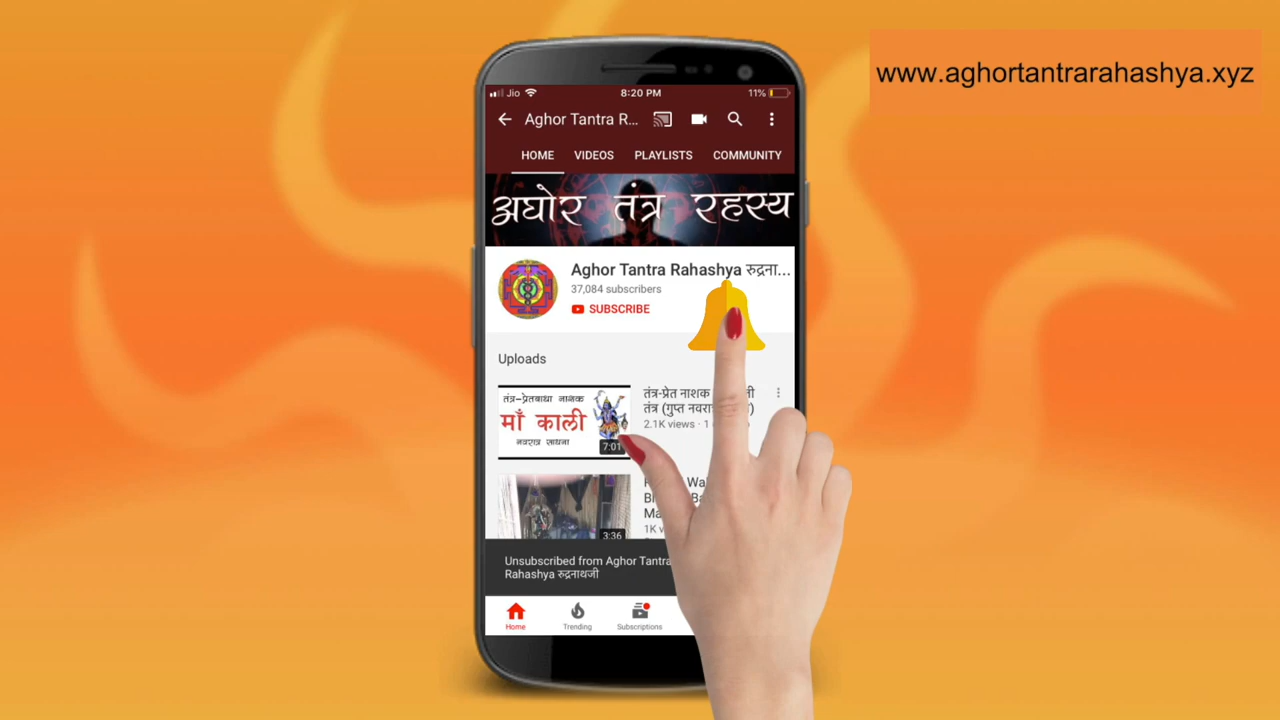 www.aghortantrarahashya.xyz
Jio 8:20 PM 11%
Aghor Tantra R...
HOME VIDEOS PLAYLISTS COMMUNITY
अघोर तंत्र रहस्य
Aghor Tantra Rahashya रुद्रना...
37,084 subscribers
SUBSCRIBE
Uploads
तंत्र-प्रेतबाधा नाशक
माँ काली
नवरात्र साधना
7:01
तंत्र-प्रेत नाशक
तंत्र (गुप्त
2.1K views
3:36
Unsubscribed from Aghor Tantra
Rahashya रुद्रनाथजी
Home Trending Subscriptions